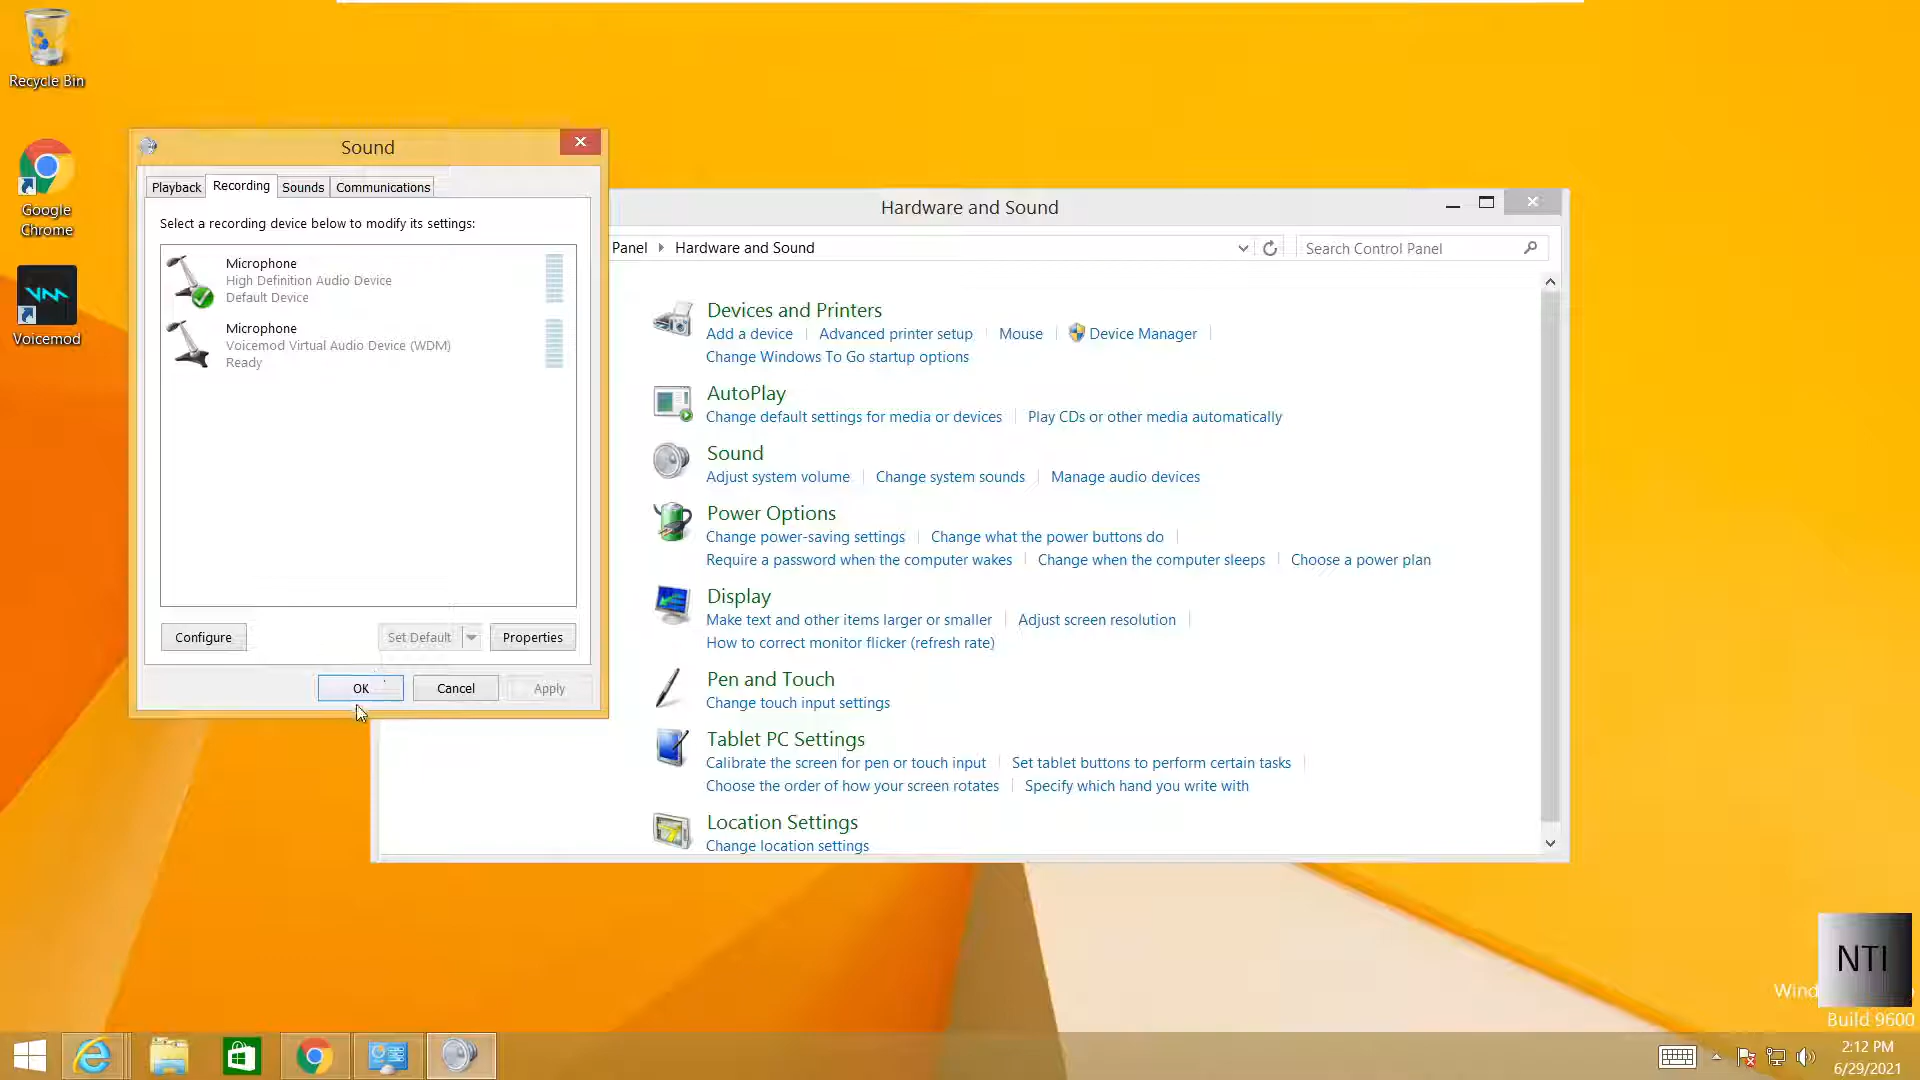 Recycle Bin
Google
Chrome
Voicemod
Sound
Playback
Recording
Sounds
Communications
Select a recording device below to modify its settings:
Microphone
High Definition Audio Device
Default Device
Microphone
Voicemod Virtual Audio Device (WDM)
Ready
Configure
Set Default
Properties
OK
Cancel
Apply
Hardware and Sound
Panel
Hardware and Sound
Search Control Panel
Devices and Printers
Add a device
Advanced printer setup
Mouse
Device Manager
Change Windows To Go startup options
AutoPlay
Change default settings for media or devices
Play CDs or other media automatically
Sound
Adjust system volume
Change system sounds
Manage audio devices
Power Options
Change power-saving settings
Change what the power buttons do
Require a password when the computer wakes
Change when the computer sleeps
Choose a power plan
Display
Make text and other items larger or smaller
Adjust screen resolution
How to correct monitor flicker (refresh rate)
Pen and Touch
Change touch input settings
Tablet PC Settings
Calibrate the screen for pen or touch input
Set tablet buttons to perform certain tasks
Choose the order of how your screen rotates
Specify which hand you write with
Location Settings
Change location settings
NTI
Wind
Build 9600
2:12 PM
6/29/2021